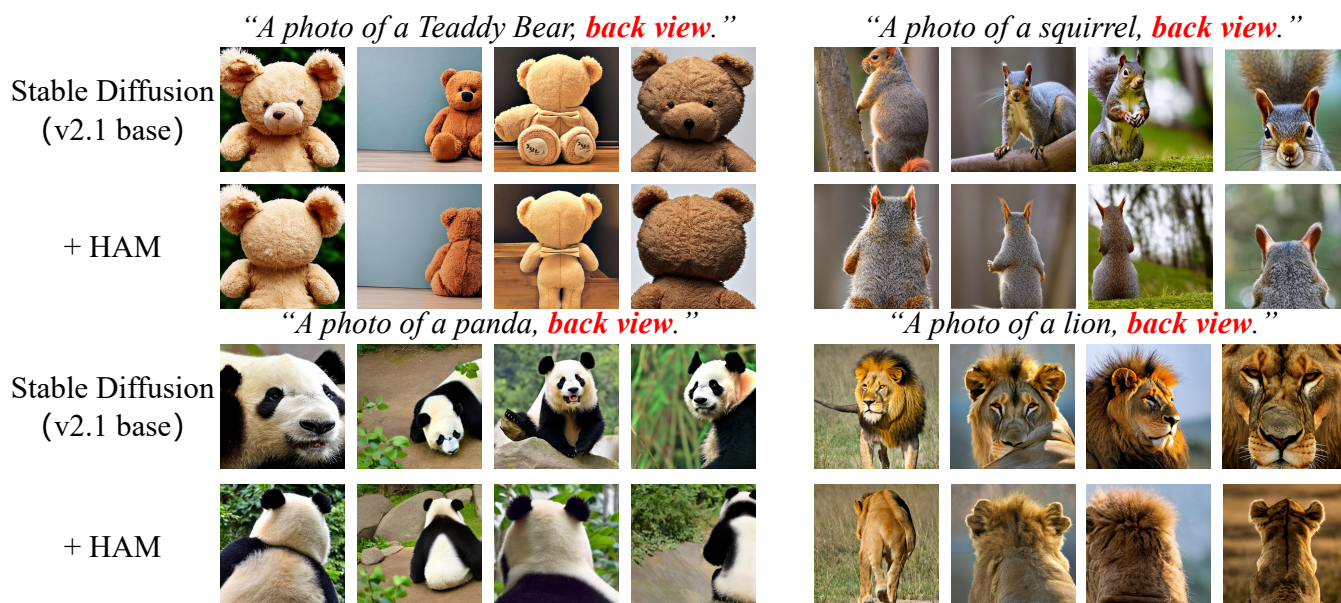 “A photo of a Teaddy Bear, back view.”
“A photo of a squirrel, back view.”
Stable Diffusion
(v2.1 base)
+ HAM
“A photo of a panda, back view.”
“A photo of a lion, back view.”
Stable Diffusion
(v2.1 base)
+ HAM